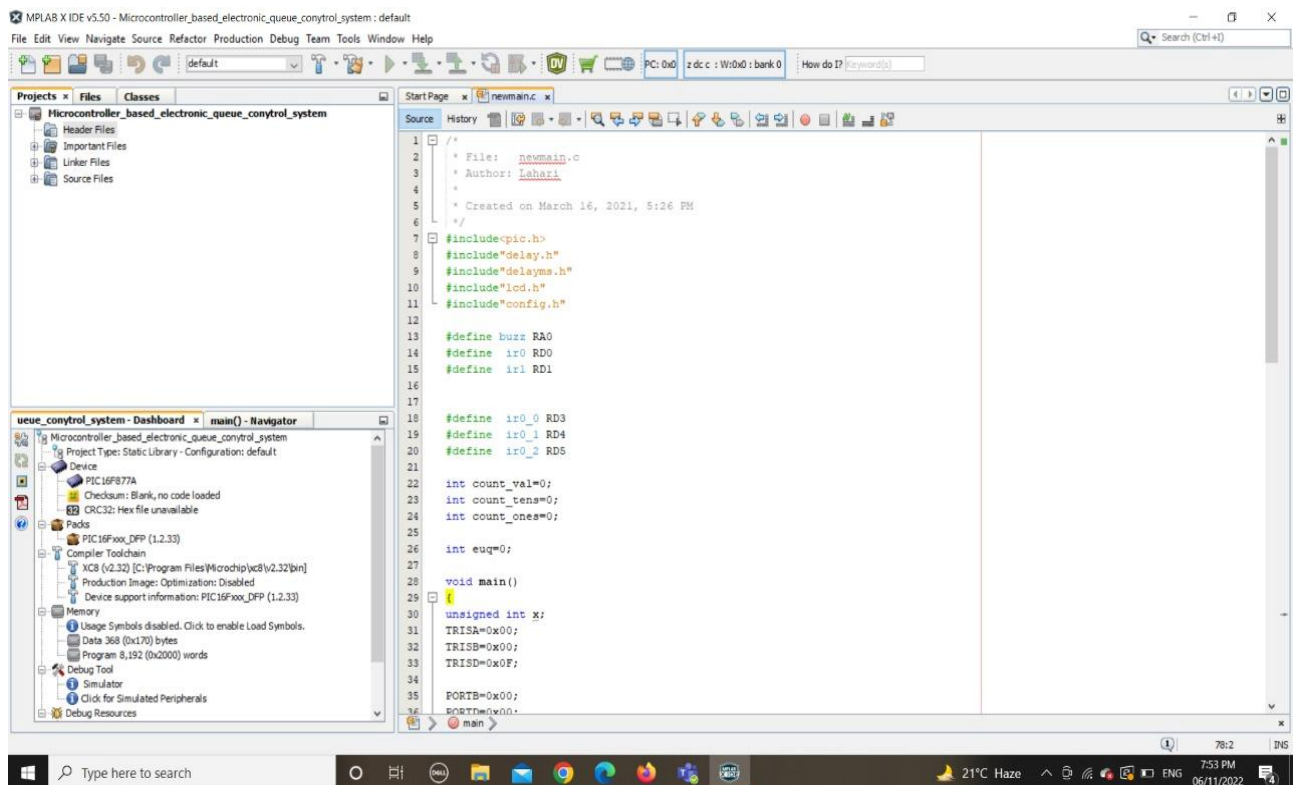 MPLAB X IDE v5.50 - Microcontroller_based_electronic_queue_conytrol_system : default
File Edit View Navigate Source Refactor Production Debug Team Tools Window Help
Search (Ctrl+I)
default
PC: 0x0
z dc c : W:0x0 : bank 0
How do I? Keyword(s)
Projects x Files Classes
Microcontroller_based_electronic_queue_conytrol_system
Header Files
Important Files
Linker Files
Source Files
ueue_conytrol_system - Dashboard x main() - Navigator
Microcontroller_based_electronic_queue_conytrol_system
Project Type: Static Library - Configuration: default
Device
PIC16F877A
Checksum: Blank, no code loaded
CRC32: Hex file unavailable
Packs
PIC16Fxxx_DFP (1.2.33)
Compiler Toolchain
XC8 (v2.32) [C:\Program Files\Microchip\xc8\v2.32\bin]
Production Image: Optimization: Disabled
Device support information: PIC16Fxxx_DFP (1.2.33)
Memory
Usage Symbols disabled. Click to enable Load Symbols.
Data 368 (0x170) bytes
Program 8,192 (0x2000) words
Debug Tool
Simulator
Click for Simulated Peripherals
Debug Resources
Start Page x newmain.c x
Source History
1 /*
2 * File: newmain.c
3 * Author: Lahari
4 *
5 * Created on March 16, 2021, 5:26 PM
6 */
7 #include<pic.h>
8 #include"delay.h"
9 #include"delayms.h"
10 #include"lcd.h"
11 #include"config.h"
12
13 #define buzz RA0
14 #define ir0 RD0
15 #define ir1 RD1
16
17
18 #define ir0_0 RD3
19 #define ir0_1 RD4
20 #define ir0_2 RD5
21
22 int count_val=0;
23 int count_tens=0;
24 int count_ones=0;
25
26 int euq=0;
27
28 void main()
29 {
30 unsigned int x;
31 TRISA=0x00;
32 TRISB=0x00;
33 TRISD=0x0F;
34
35 PORTB=0x00;
36 PORTD=0x00;
main
78:2 INS
Type here to search
DELL
21°C Haze
ENG
7:53 PM
06/11/2022
4